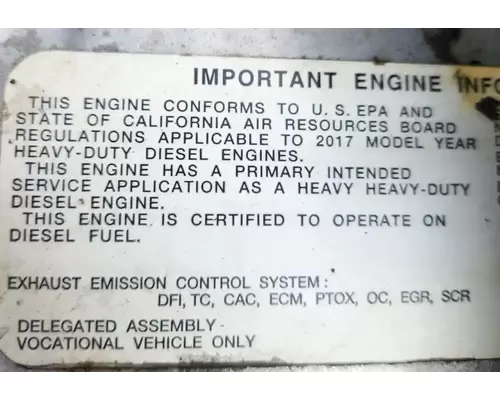 IMPORTANT ENGINE INFO
THIS ENGINE CONFORMS TO U.S. EPA AND
STATE OF CALIFORNIA AIR RESOURCES BOARD
REGULATIONS APPLICABLE TO 2017 MODEL YEAR
HEAVY-DUTY DIESEL ENGINES.
THIS ENGINE HAS A PRIMARY INTENDED
SERVICE APPLICATION AS A HEAVY HEAVY-DUTY
DIESEL ENGINE.
THIS ENGINE IS CERTIFIED TO OPERATE ON
DIESEL FUEL.
EXHAUST EMISSION CONTROL SYSTEM:
DFI, TC, CAC, ECM, PTOX, OC, EGR, SCR
DELEGATED ASSEMBLY
VOCATIONAL VEHICLE ONLY